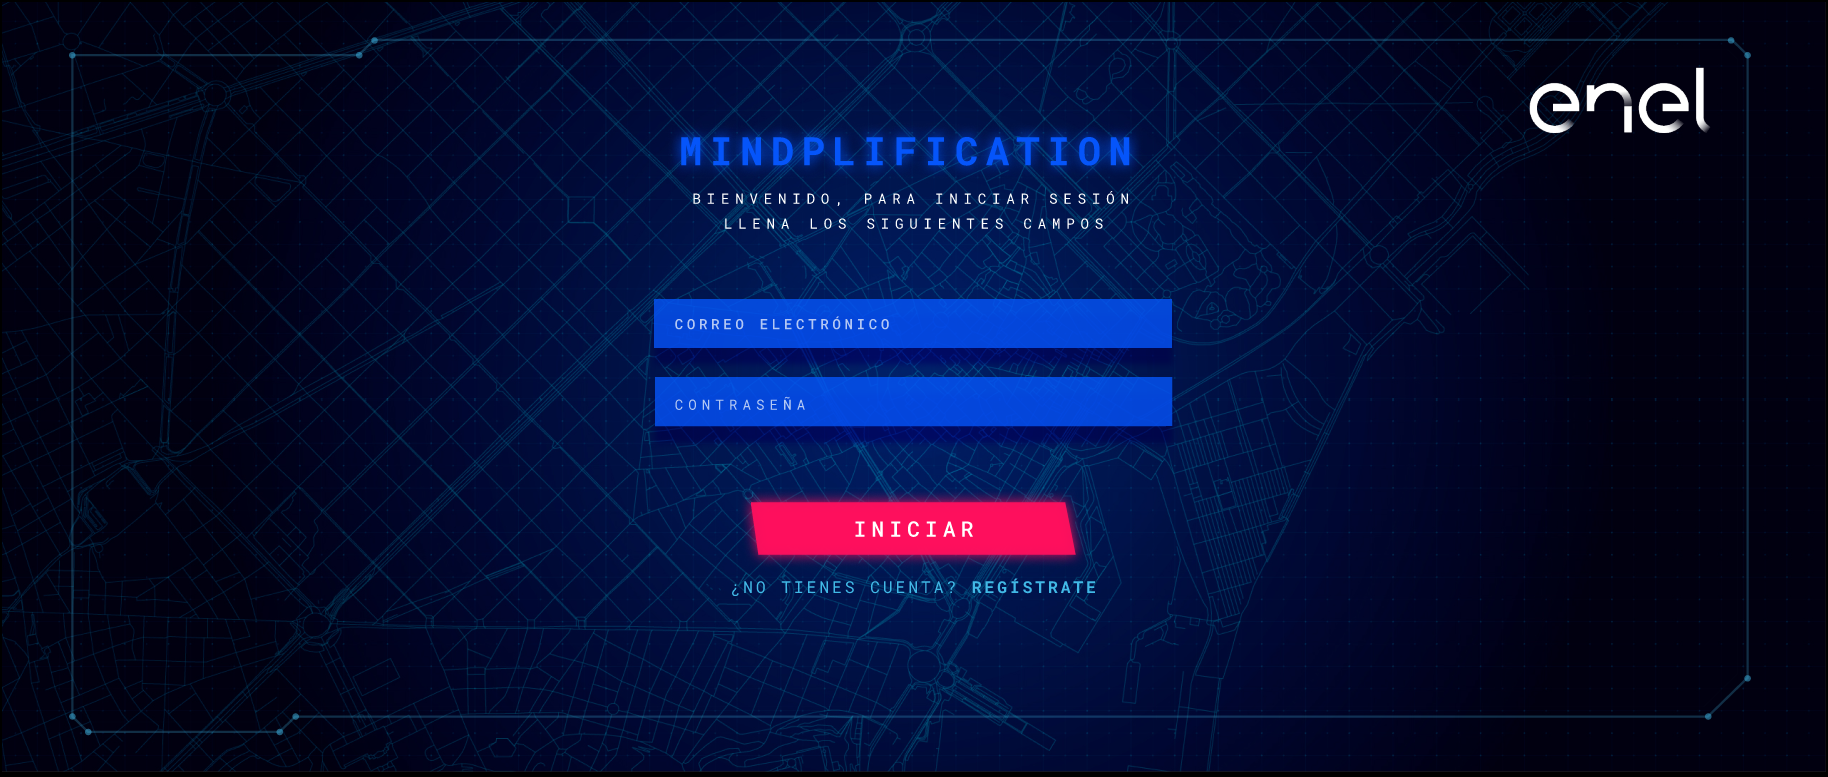 enel
MINDPLIFICATION
BIENVENIDO, PARA INICIAR SESIÓN
LLENA LOS SIGUIENTES CAMPOS
CORREO ELECTRÓNICO
CONTRASEÑA
INICIAR
¿NO TIENES CUENTA? REGÍSTRATE